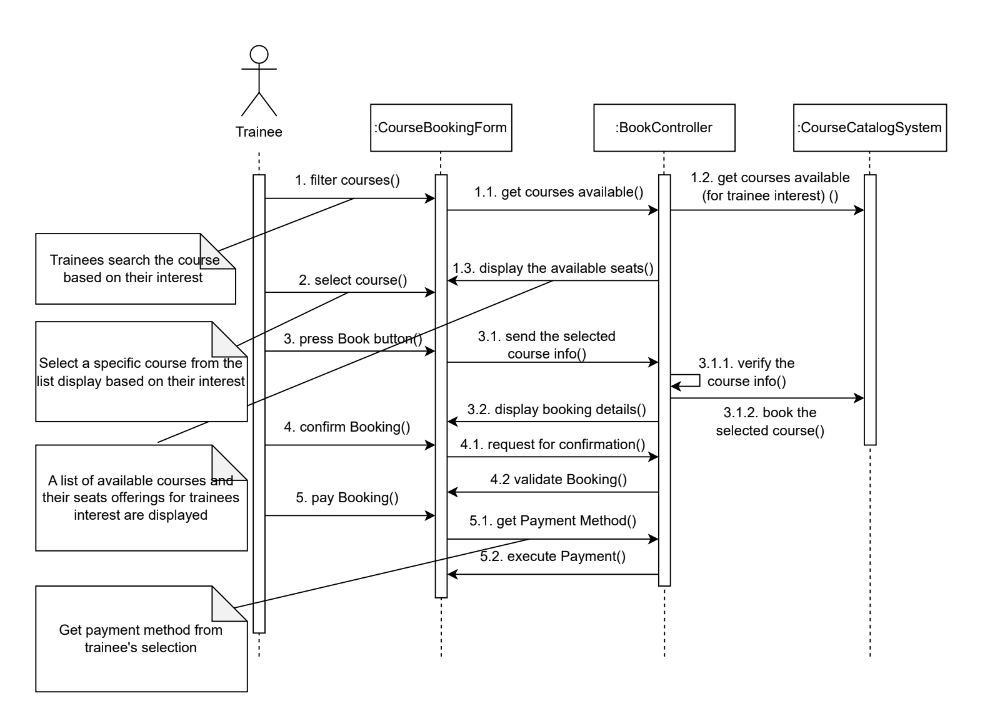 Trainee
:CourseBookingForm
:BookController
:CourseCatalogSystem
1. filter courses()
1.1. get courses available()
1.2. get courses available
(for trainee interest) ()
Trainees search the course
based on their interest
1.3. display the available seats()
2. select course()
Select a specific course from the
list display based on their interest
3. press Book button()
3.1. send the selected
course info()
3.1.1. verify the
course info()
3.1.2. book the
selected course()
3.2. display booking details()
4. confirm Booking()
4.1. request for confirmation()
A list of available courses and
their seats offerings for trainees
interest are displayed
4.2 validate Booking()
5. pay Booking()
5.1. get Payment Method()
5.2. execute Payment()
Get payment method from
trainee's selection